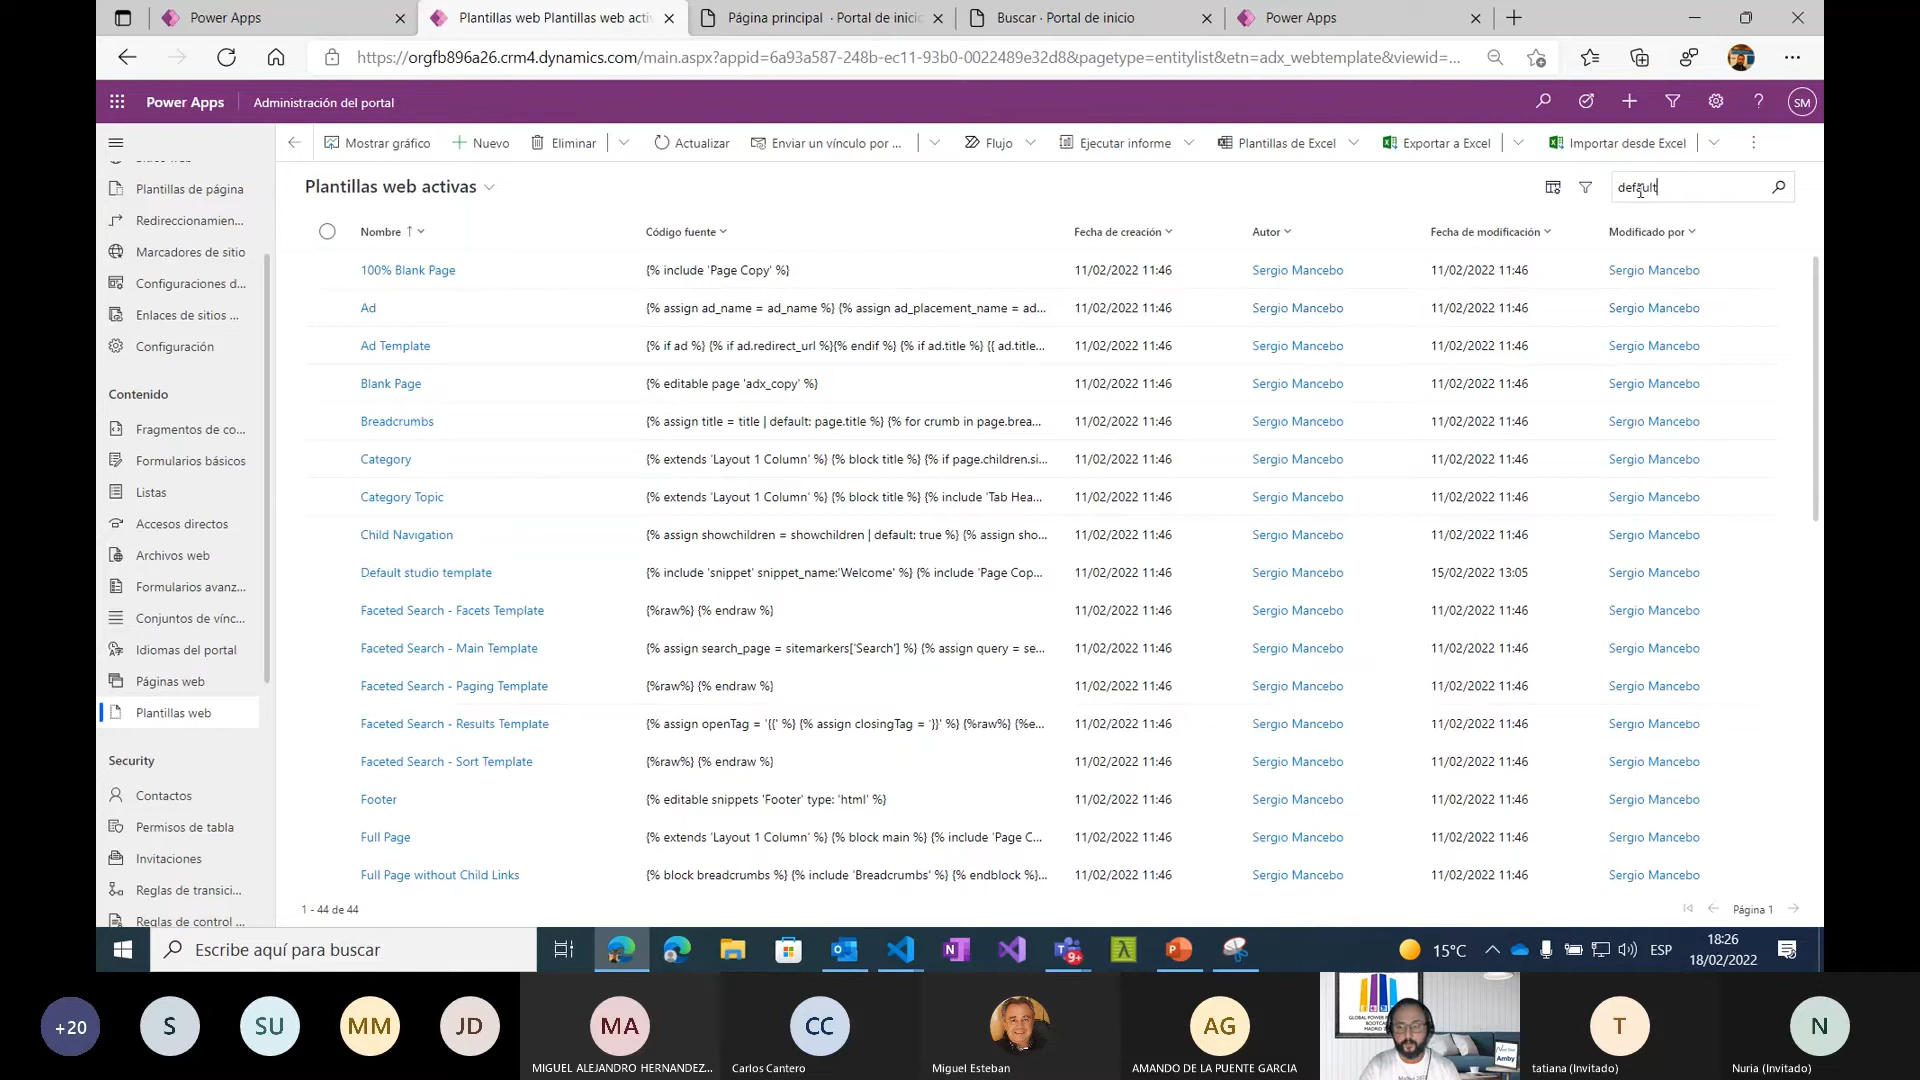 Power Apps
Plantillas web Plantillas web acti
Página principal · Portal de inicio
Buscar · Portal de inicio
Power Apps
https://orgfb896a26.crm4.dynamics.com/main.aspx?appid=6a93a587-248b-ec11-93b0-0022489e32d8&pagetype=entitylist&etn=adx_webtemplate&viewid=...
Power Apps
Administración del portal
SM
Mostrar gráfico
Nuevo
Eliminar
Actualizar
Enviar un vínculo por ...
Flujo
Ejecutar informe
Plantillas de Excel
Exportar a Excel
Importar desde Excel
Plantillas de página
Redireccionamien...
Marcadores de sitio
Configuraciones d...
Enlaces de sitios ...
Configuración
Contenido
Fragmentos de co...
Formularios básicos
Listas
Accesos directos
Archivos web
Formularios avanz...
Conjuntos de vínc...
Idiomas del portal
Páginas web
Plantillas web
Security
Contactos
Permisos de tabla
Invitaciones
Reglas de transici...
Reglas de control ...
Plantillas web activas
default
Nombre Código fuente Fecha de creación Autor Fecha de modificación Modificado por
100% Blank Page {% include 'Page Copy' %} 11/02/2022 11:46 Sergio Mancebo 11/02/2022 11:46 Sergio Mancebo
Ad {% assign ad_name = ad_name %} {% assign ad_placement_name = ad... 11/02/2022 11:46 Sergio Mancebo 11/02/2022 11:46 Sergio Mancebo
Ad Template {% if ad %} {% if ad.redirect_url %}{% endif %} {% if ad.title %} {{ ad.title... 11/02/2022 11:46 Sergio Mancebo 11/02/2022 11:46 Sergio Mancebo
Blank Page {% editable page 'adx_copy' %} 11/02/2022 11:46 Sergio Mancebo 11/02/2022 11:46 Sergio Mancebo
Breadcrumbs {% assign title = title | default: page.title %} {% for crumb in page.brea... 11/02/2022 11:46 Sergio Mancebo 11/02/2022 11:46 Sergio Mancebo
Category {% extends 'Layout 1 Column' %} {% block title %} {% if page.children.si... 11/02/2022 11:46 Sergio Mancebo 11/02/2022 11:46 Sergio Mancebo
Category Topic {% extends 'Layout 1 Column' %} {% block title %} {% include 'Tab Hea... 11/02/2022 11:46 Sergio Mancebo 11/02/2022 11:46 Sergio Mancebo
Child Navigation {% assign showchildren = showchildren | default: true %} {% assign sho... 11/02/2022 11:46 Sergio Mancebo 11/02/2022 11:46 Sergio Mancebo
Default studio template {% include 'snippet' snippet_name:'Welcome' %} {% include 'Page Cop... 11/02/2022 11:46 Sergio Mancebo 15/02/2022 13:05 Sergio Mancebo
Faceted Search - Facets Template {%raw%} {% endraw %} 11/02/2022 11:46 Sergio Mancebo 11/02/2022 11:46 Sergio Mancebo
Faceted Search - Main Template {% assign search_page = sitemarkers['Search'] %} {% assign query = se... 11/02/2022 11:46 Sergio Mancebo 11/02/2022 11:46 Sergio Mancebo
Faceted Search - Paging Template {%raw%} {% endraw %} 11/02/2022 11:46 Sergio Mancebo 11/02/2022 11:46 Sergio Mancebo
Faceted Search - Results Template {% assign openTag = '{{' %} {% assign closingTag = '}}' %} {%raw%} {%e... 11/02/2022 11:46 Sergio Mancebo 11/02/2022 11:46 Sergio Mancebo
Faceted Search - Sort Template {%raw%} {% endraw %} 11/02/2022 11:46 Sergio Mancebo 11/02/2022 11:46 Sergio Mancebo
Footer {% editable snippets 'Footer' type: 'html' %} 11/02/2022 11:46 Sergio Mancebo 11/02/2022 11:46 Sergio Mancebo
Full Page {% extends 'Layout 1 Column' %} {% block main %} {% include 'Page C... 11/02/2022 11:46 Sergio Mancebo 11/02/2022 11:46 Sergio Mancebo
Full Page without Child Links {% block breadcrumbs %} {% include 'Breadcrumbs' %} {% endblock %}... 11/02/2022 11:46 Sergio Mancebo 11/02/2022 11:46 Sergio Mancebo
1 - 44 de 44
Página 1
Escribe aquí para buscar
9+
15°C
ESP
18:26
18/02/2022
+20
S
SU
MM
JD
MA
MIGUEL ALEJANDRO HERNANDEZ...
CC
Carlos Cantero
Miguel Esteban
AG
AMANDO DE LA PUENTE GARCIA
T
tatiana (Invitado)
N
Nuria (Invitado)